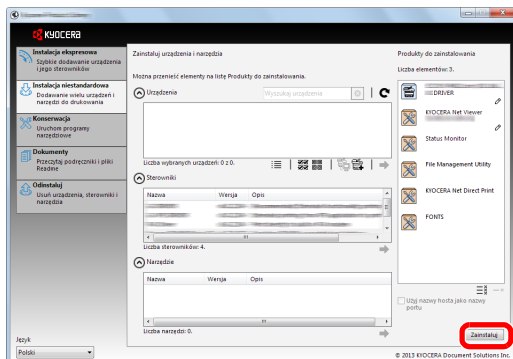 KYOCERA
Instalacja ekspresowa
Szybkie dodawanie urządzenia
i jego sterowników
Instalacja niestandardowa
Dodawanie wielu urządzeń i
narzędzi do drukowania
Konserwacja
Uruchom programy
narzędziowe
Dokumenty
Przeczytaj podręczniki i pliki
Readme
Odinstaluj
Usuń urządzenia, sterowniki i
narzędzia
Język
Polski
Zainstaluj urządzenia i narzędzia
Można przenieść elementy na listę Produkty do zainstalowania.
Urządzenia
Wyszukaj urządzenia
Liczba wybranych urządzeń: 0 z 0.
Sterowniki
Nazwa Wersja Opis
Liczba sterowników: 4.
Narzędzie
Nazwa Wersja Opis
Liczba narzędzi: 0.
Produkty do zainstalowania
Liczba elementów: 3.
DRIVER
KYOCERA Net Viewer
Status Monitor
File Management Utility
KYOCERA Net Direct Print
FONTS
Użyj nazwy hosta jako nazwy
portu
Zainstaluj
© 2013 KYOCERA Document Solutions Inc.